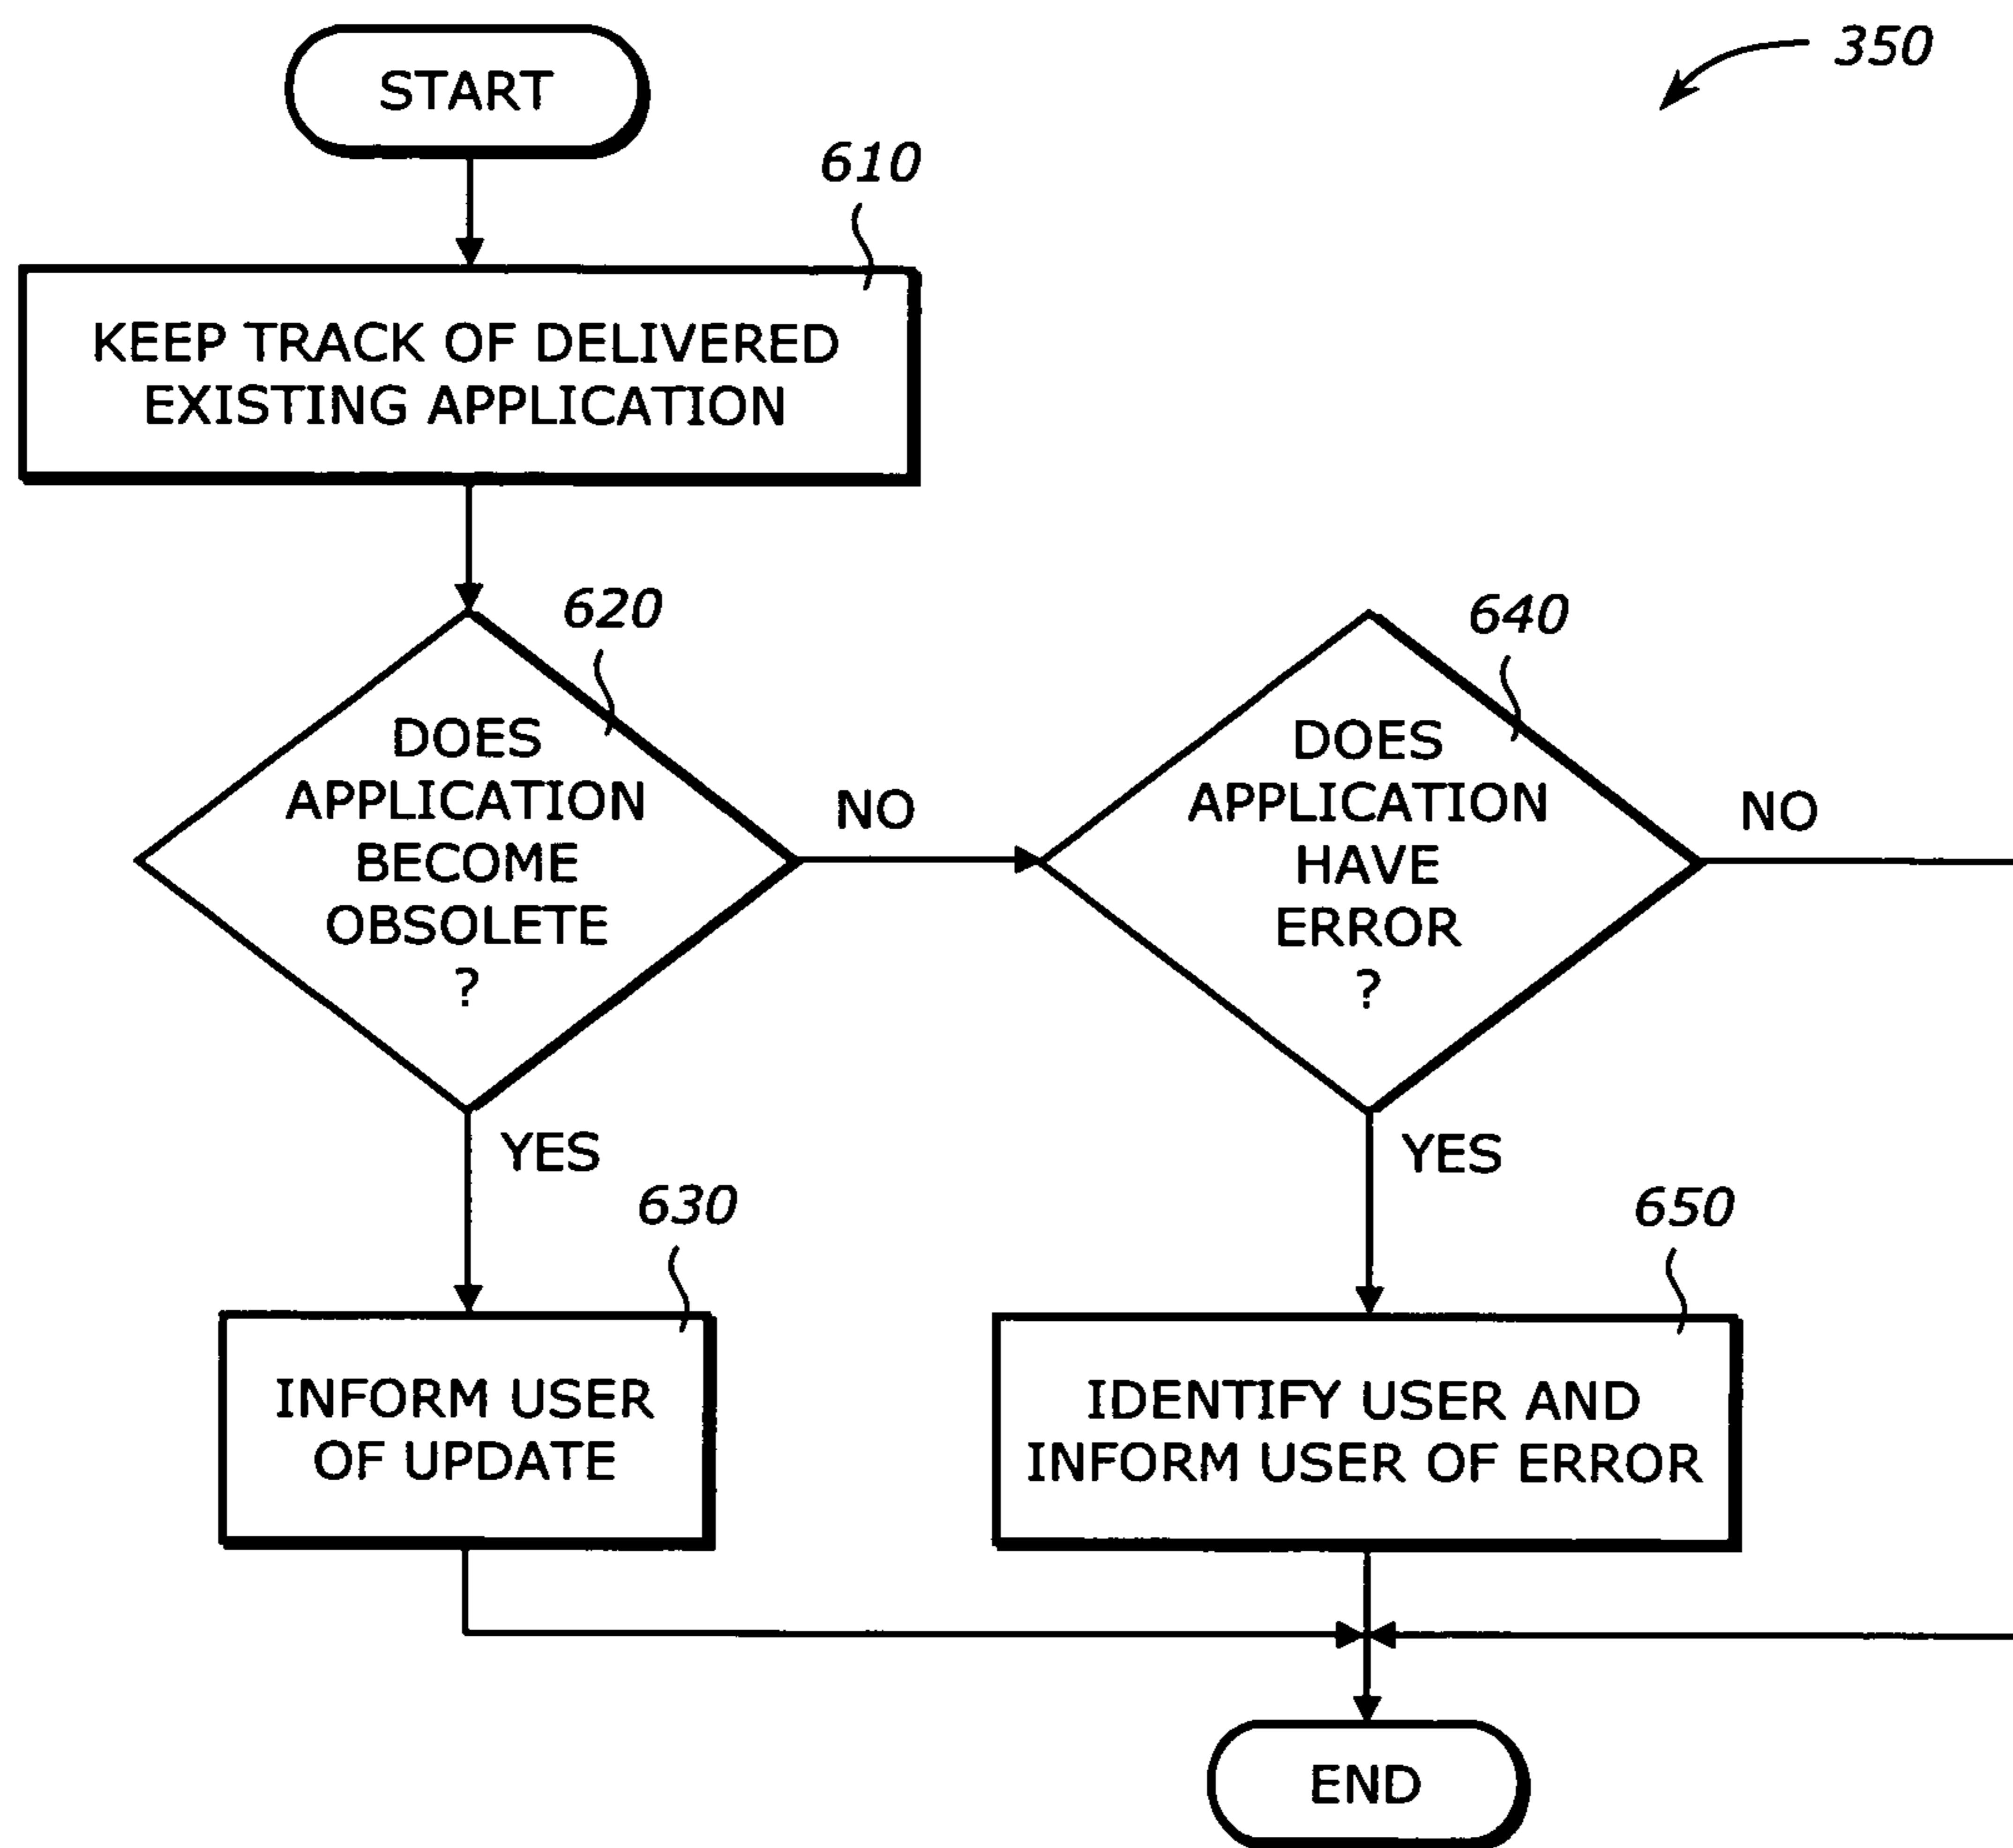 START
350
610
KEEP TRACK OF DELIVERED
EXISTING APPLICATION
620
DOES
APPLICATION
BECOME
OBSOLETE
?
NO
640
DOES
APPLICATION
HAVE
ERROR
?
NO
YES
630
INFORM USER
OF UPDATE
YES
650
IDENTIFY USER AND
INFORM USER OF ERROR
END